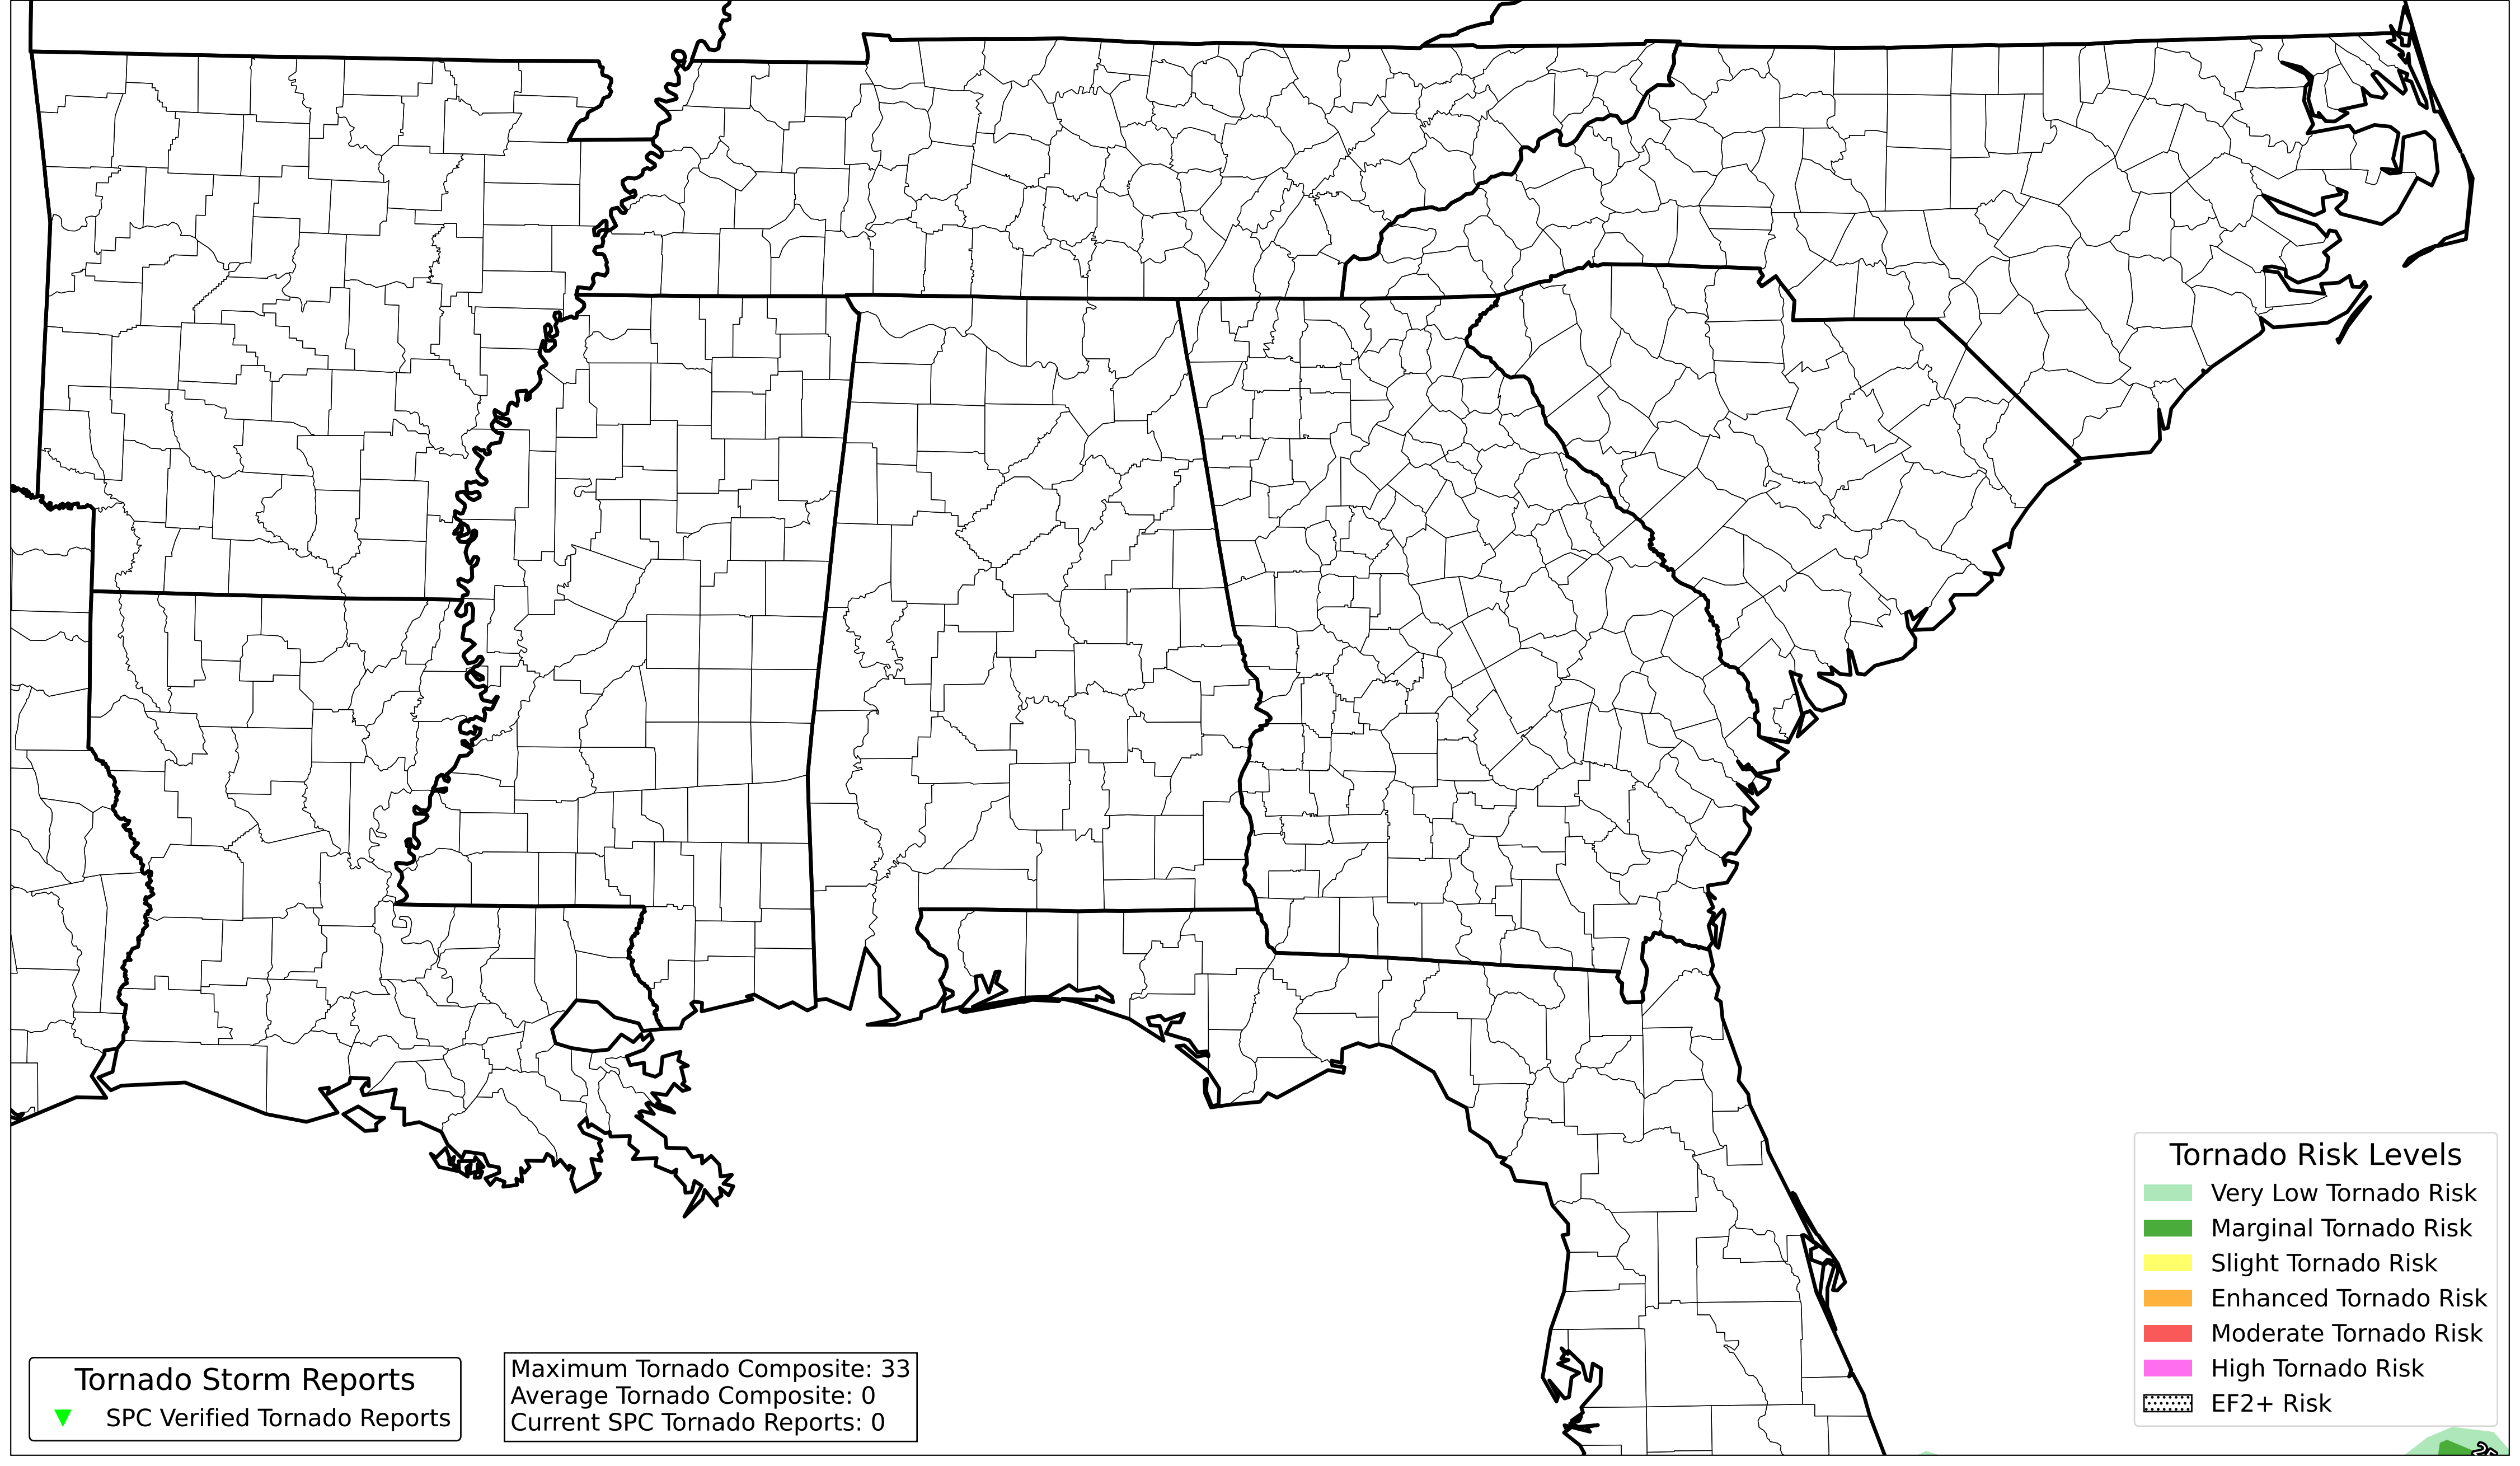 Tornado Risk Levels
Very Low Tornado Risk
Marginal Tornado Risk
Slight Tornado Risk
Enhanced Tornado Risk
Moderate Tornado Risk
High Tornado Risk
EF2+ Risk
Tornado Storm Reports
SPC Verified Tornado Reports
Maximum Tornado Composite: 33
Average Tornado Composite: 0
Current SPC Tornado Reports: 0